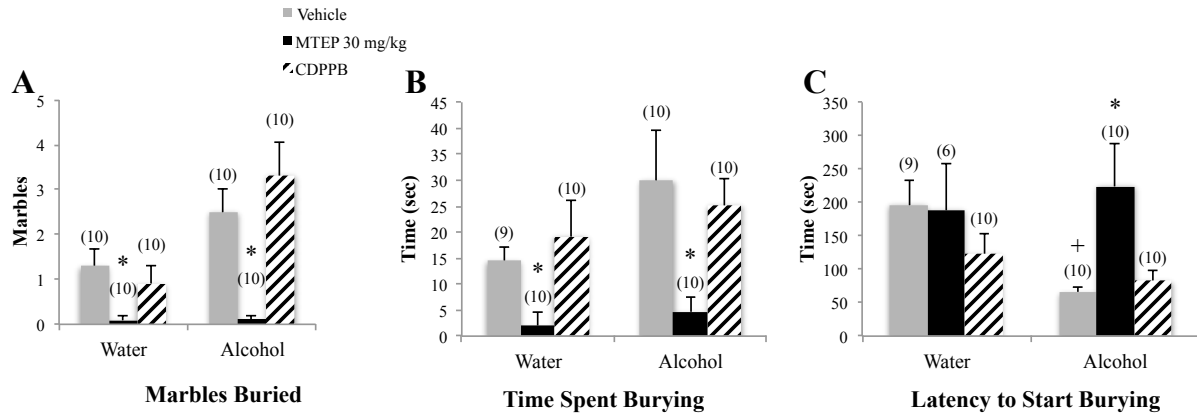 Vehicle
MTEP 30 mg/kg
CDPPB
A
Marbles
5
4
3
2
1
0
(10)
*
(10)
(10)
(10)
*
(10)
(10)
Water
Alcohol
Marbles Buried
B
Time (sec)
45
40
35
30
25
20
15
10
5
0
(9)
*
(10)
(10)
(10)
*
(10)
(10)
Water
Alcohol
Time Spent Burying
C
Time (sec)
350
300
250
200
150
100
50
0
(9)
(6)
(10)
+
(10)
*
(10)
(10)
Water
Alcohol
Latency to Start Burying